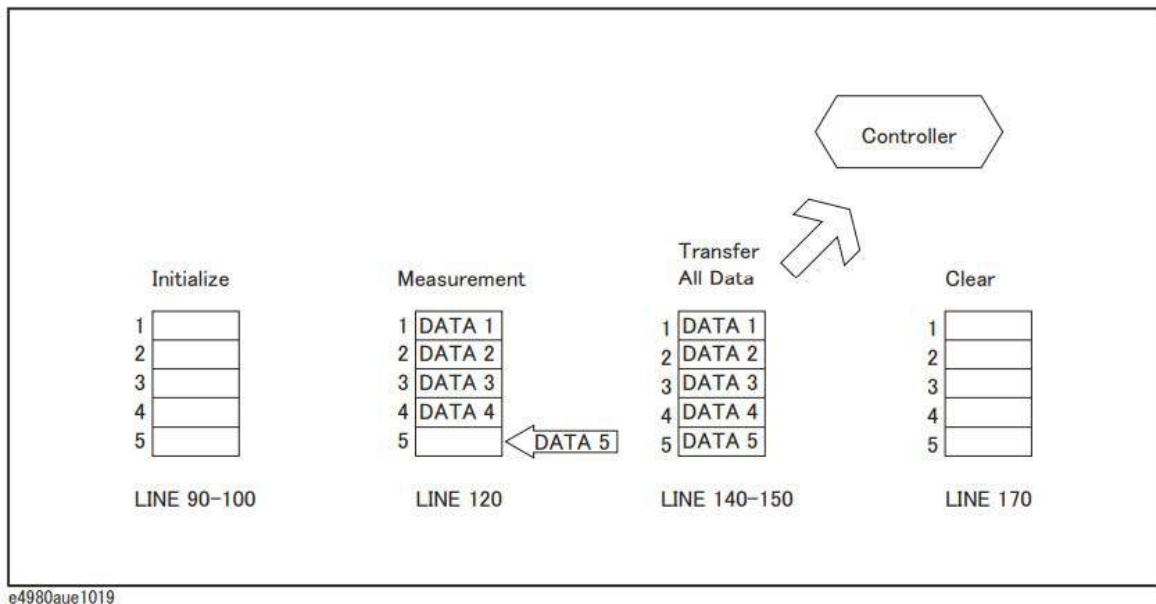 Controller
Initialize
1
2
3
4
5
LINE 90-100
Measurement
1 DATA 1
2 DATA 2
3 DATA 3
4 DATA 4
5
DATA 5
LINE 120
Transfer
All Data
1 DATA 1
2 DATA 2
3 DATA 3
4 DATA 4
5 DATA 5
LINE 140-150
Clear
1
2
3
4
5
LINE 170
e4980aue1019